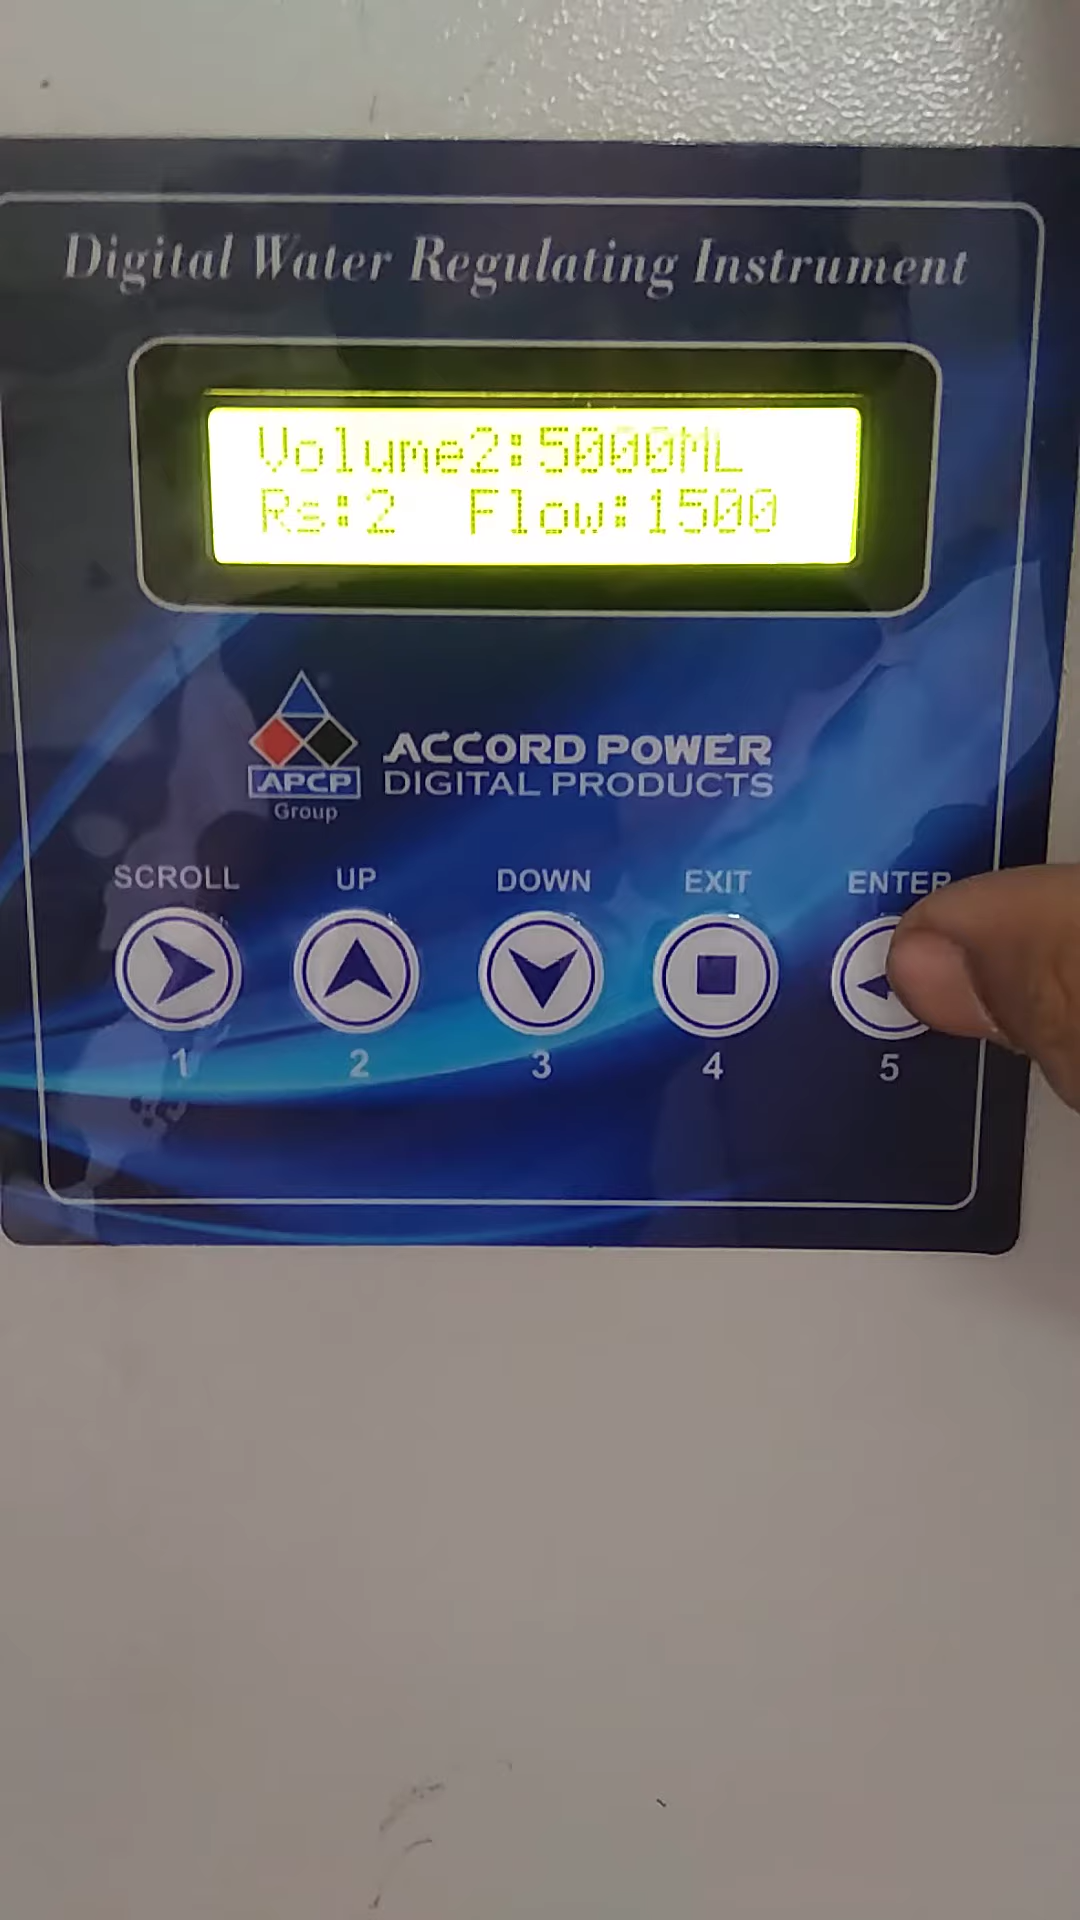 Digital Water Regulating Instrument
Volume2:5000ML
Rs:2 Flow:1500
APCP
Group
ACCORD POWER
DIGITAL PRODUCTS
SCROLL UP DOWN EXIT ENTER
1 2 3 4 5